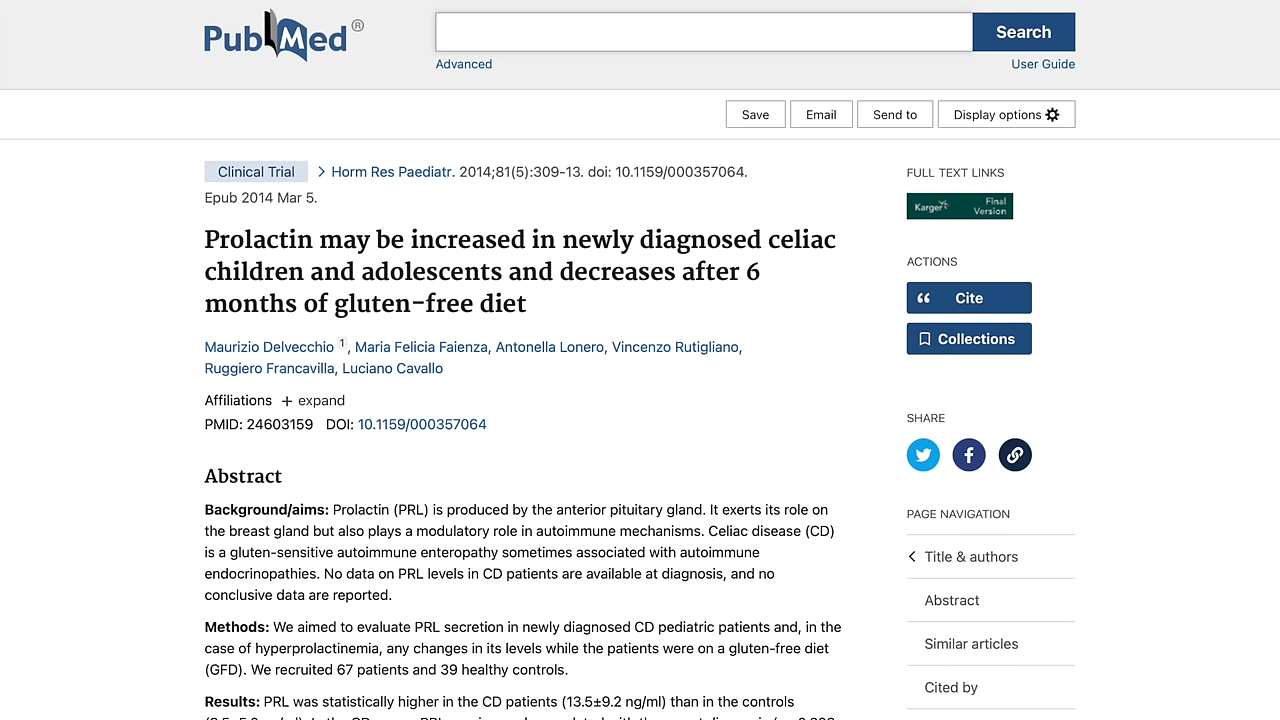 PubMed®
Search
Advanced
User Guide
Save
Email
Send to
Display options
Clinical Trial
Horm Res Paediatr. 2014;81(5):309-13. doi: 10.1159/000357064.
Epub 2014 Mar 5.
Prolactin may be increased in newly diagnosed celiac
children and adolescents and decreases after 6
months of gluten-free diet
Maurizio Delvecchio 1, Maria Felicia Faienza, Antonella Lonero, Vincenzo Rutigliano,
Ruggiero Francavilla, Luciano Cavallo
Affiliations + expand
PMID: 24603159 DOI: 10.1159/000357064
Abstract
Background/aims: Prolactin (PRL) is produced by the anterior pituitary gland. It exerts its role on
the breast gland but also plays a modulatory role in autoimmune mechanisms. Celiac disease (CD)
is a gluten-sensitive autoimmune enteropathy sometimes associated with autoimmune
endocrinopathies. No data on PRL levels in CD patients are available at diagnosis, and no
conclusive data are reported.
Methods: We aimed to evaluate PRL secretion in newly diagnosed CD pediatric patients and, in the
case of hyperprolactinemia, any changes in its levels while the patients were on a gluten-free diet
(GFD). We recruited 67 patients and 39 healthy controls.
Results: PRL was statistically higher in the CD patients (13.5±9.2 ng/ml) than in the controls
FULL TEXT LINKS
Karger
Final
Version
ACTIONS
Cite
Collections
SHARE
PAGE NAVIGATION
Title & authors
Abstract
Similar articles
Cited by